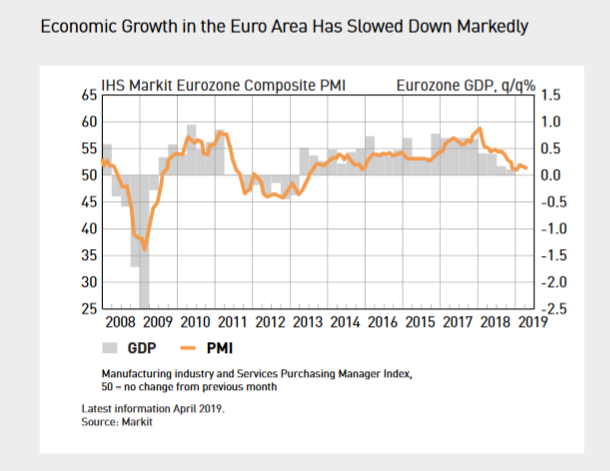 Economic Growth in the Euro Area Has Slowed Down Markedly
IHS Markit Eurozone Composite PMI Eurozone GDP, q/q%
65 1.5
60 1.0
55 0.5
50 0.0
45 -0.5
40 -1.0
35 -1.5
30 -2.0
25 -2.5
2008 2009 2010 2011 2012 2013 2014 2016 2015 2017 2018 2019
GDP PMI
Manufacturing industry and Services Purchasing Manager Index,
50 – no change from previous month
Latest information April 2019.
Source: Markit